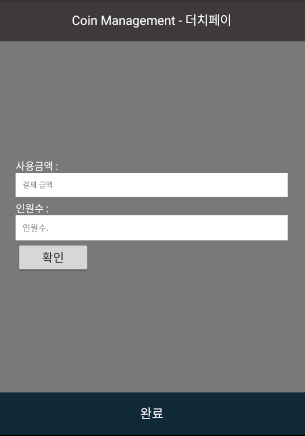 Coin Management - 더치페이
사용금액 :
결제 금액
인원수 :
인원수.
확인
완료